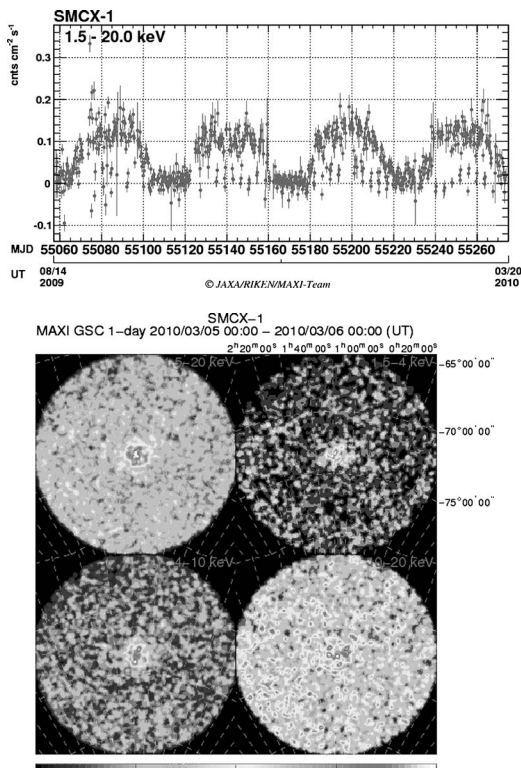 SMCX-1
1.5 - 20.0 keV
cnts cm⁻² s⁻¹
0.3
0.2
0.1
0
-0.1
MJD 55060 55080 55100 55120 55140 55160 55180 55200 55220 55240 55260
UT 08/14 03/20
2009 2010
© JAXA/RIKEN/MAXI-Team
SMCX-1
MAXI GSC 1-day 2010/03/05 00:00 - 2010/03/06 00:00 (UT)
2ʰ20ᵐ00ˢ 1ʰ40ᵐ00ˢ 1ʰ00ᵐ00ˢ 0ʰ20ᵐ00ˢ
5-20 keV 1.5-4 keV
-65°00'00"
-70°00'00"
-75°00'00"
4-10 keV 0-20 keV